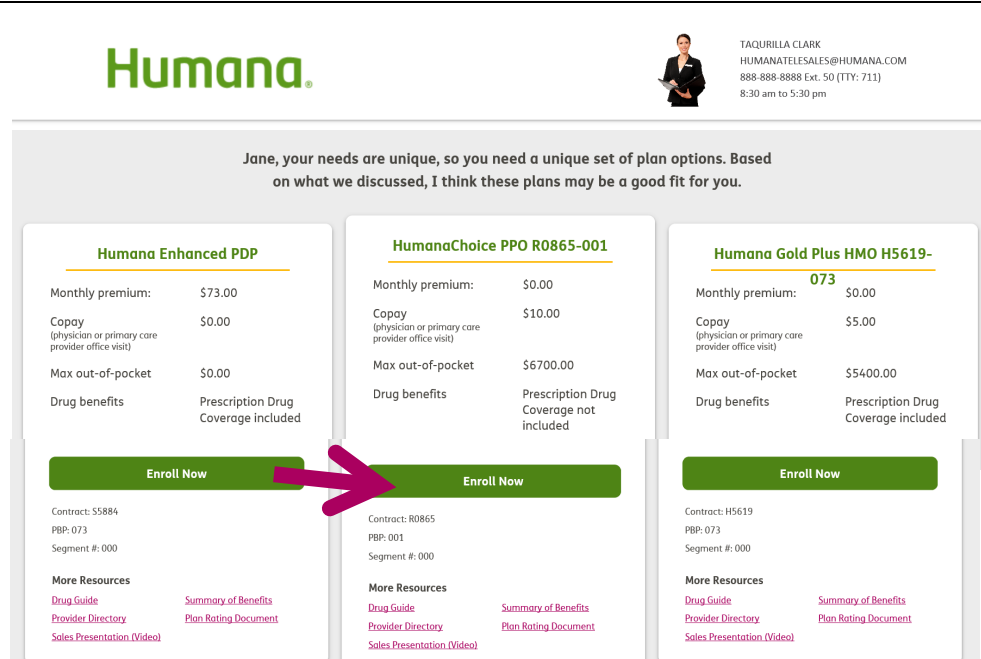 Humana®
TAQURILLA CLARK
HUMANATELESALES@HUMANA.COM
888-888-8888 Ext. 50 (TTY: 711)
8:30 am to 5:30 pm
Jane, your needs are unique, so you need a unique set of plan options. Based
on what we discussed, I think these plans may be a good fit for you.
Humana Enhanced PDP
Monthly premium: $73.00
Copay $0.00
(physician or primary care
provider office visit)
Max out-of-pocket $0.00
Drug benefits Prescription Drug
Coverage included
Enroll Now
Contract: S5884
PBP: 073
Segment #: 000
More Resources
Drug Guide Summary of Benefits
Provider Directory Plan Rating Document
Sales Presentation (Video)
HumanaChoice PPO R0865-001
Monthly premium: $0.00
Copay $10.00
(physician or primary care
provider office visit)
Max out-of-pocket $6700.00
Drug benefits Prescription Drug
Coverage not
included
Enroll Now
Contract: R0865
PBP: 001
Segment #: 000
More Resources
Drug Guide Summary of Benefits
Provider Directory Plan Rating Document
Sales Presentation (Video)
Humana Gold Plus HMO H5619-
073
Monthly premium: $0.00
Copay $5.00
(physician or primary care
provider office visit)
Max out-of-pocket $5400.00
Drug benefits Prescription Drug
Coverage included
Enroll Now
Contract: H5619
PBP: 073
Segment #: 000
More Resources
Drug Guide Summary of Benefits
Provider Directory Plan Rating Document
Sales Presentation (Video)